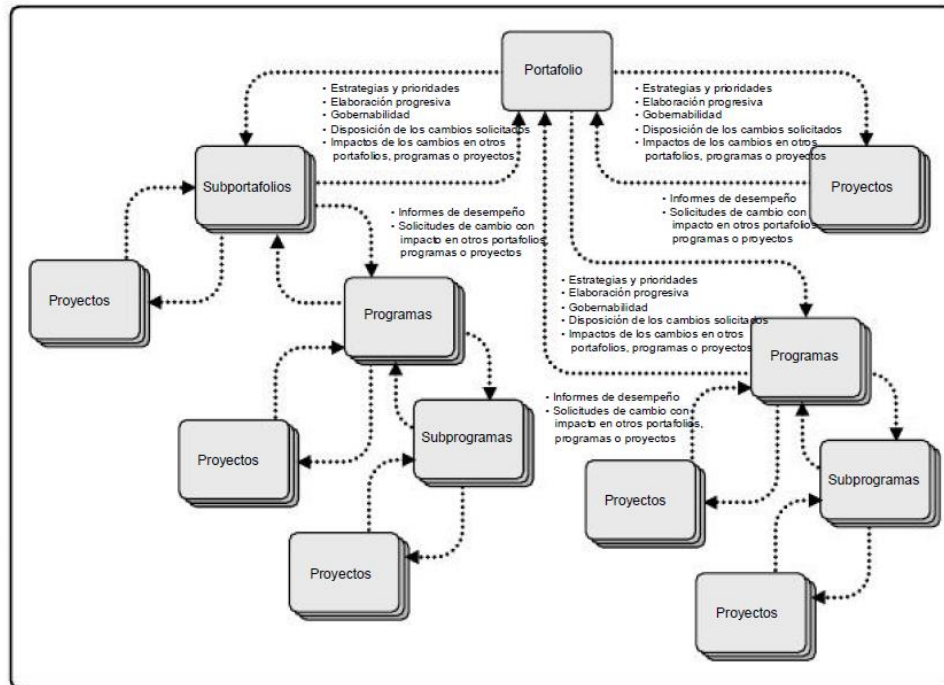 Portafolio
• Estrategias y prioridades
• Elaboración progresiva
• Gobernabilidad
• Disposición de los cambios solicitados
• Impactos de los cambios en otros
portafolios, programas o proyectos
• Estrategias y prioridades
• Elaboración progresiva
• Gobernabilidad
• Disposición de los cambios solicitados
• Impactos de los cambios en otros
portafolios, programas o proyectos
Subportafolios
Proyectos
• Informes de desempeño
• Solicitudes de cambio con
impacto en otros portafolios,
programas o proyectos
• Informes de desempeño
• Solicitudes de cambio con
impacto en otros portafolios,
programas o proyectos
Proyectos
Programas
• Estrategias y prioridades
• Elaboración progresiva
• Gobernabilidad
• Disposición de los cambios solicitados
• Impactos de los cambios en otros
portafolios, programas o proyectos
Programas
• Informes de desempeño
• Solicitudes de cambio con
impacto en otros portafolios,
programas o proyectos
Proyectos
Subprogramas
Proyectos
Subprogramas
Proyectos
Proyectos